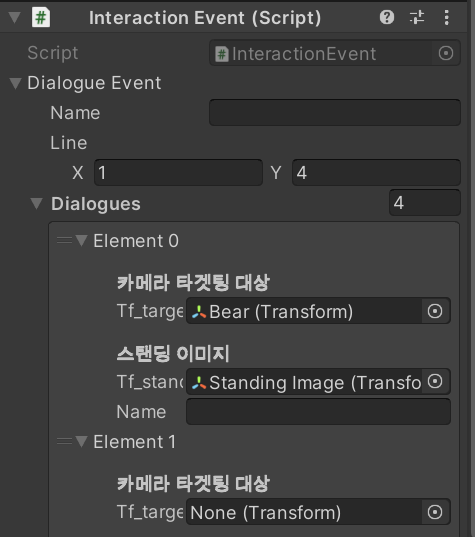 Interaction Event (Script)
Script
#InteractionEvent
Dialogue Event
Name
Line
X 1 Y 4
Dialogues 4
Element 0
카메라 타겟팅 대상
Tf_targe Bear (Transform)
스탠딩 이미지
Tf_stand Standing Image (Transfo
Name
Element 1
카메라 타겟팅 대상
Tf_targe None (Transform)